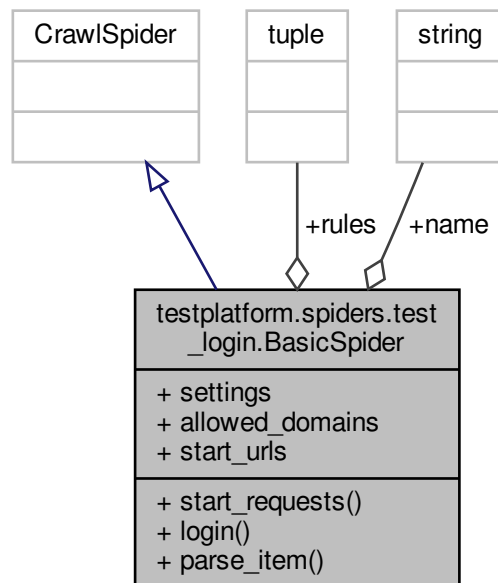 CrawlSpider
tuple
string
+rules
+name
testplatform.spiders.test
_login.BasicSpider
+ settings
+ allowed_domains
+ start_urls
+ start_requests()
+ login()
+ parse_item()